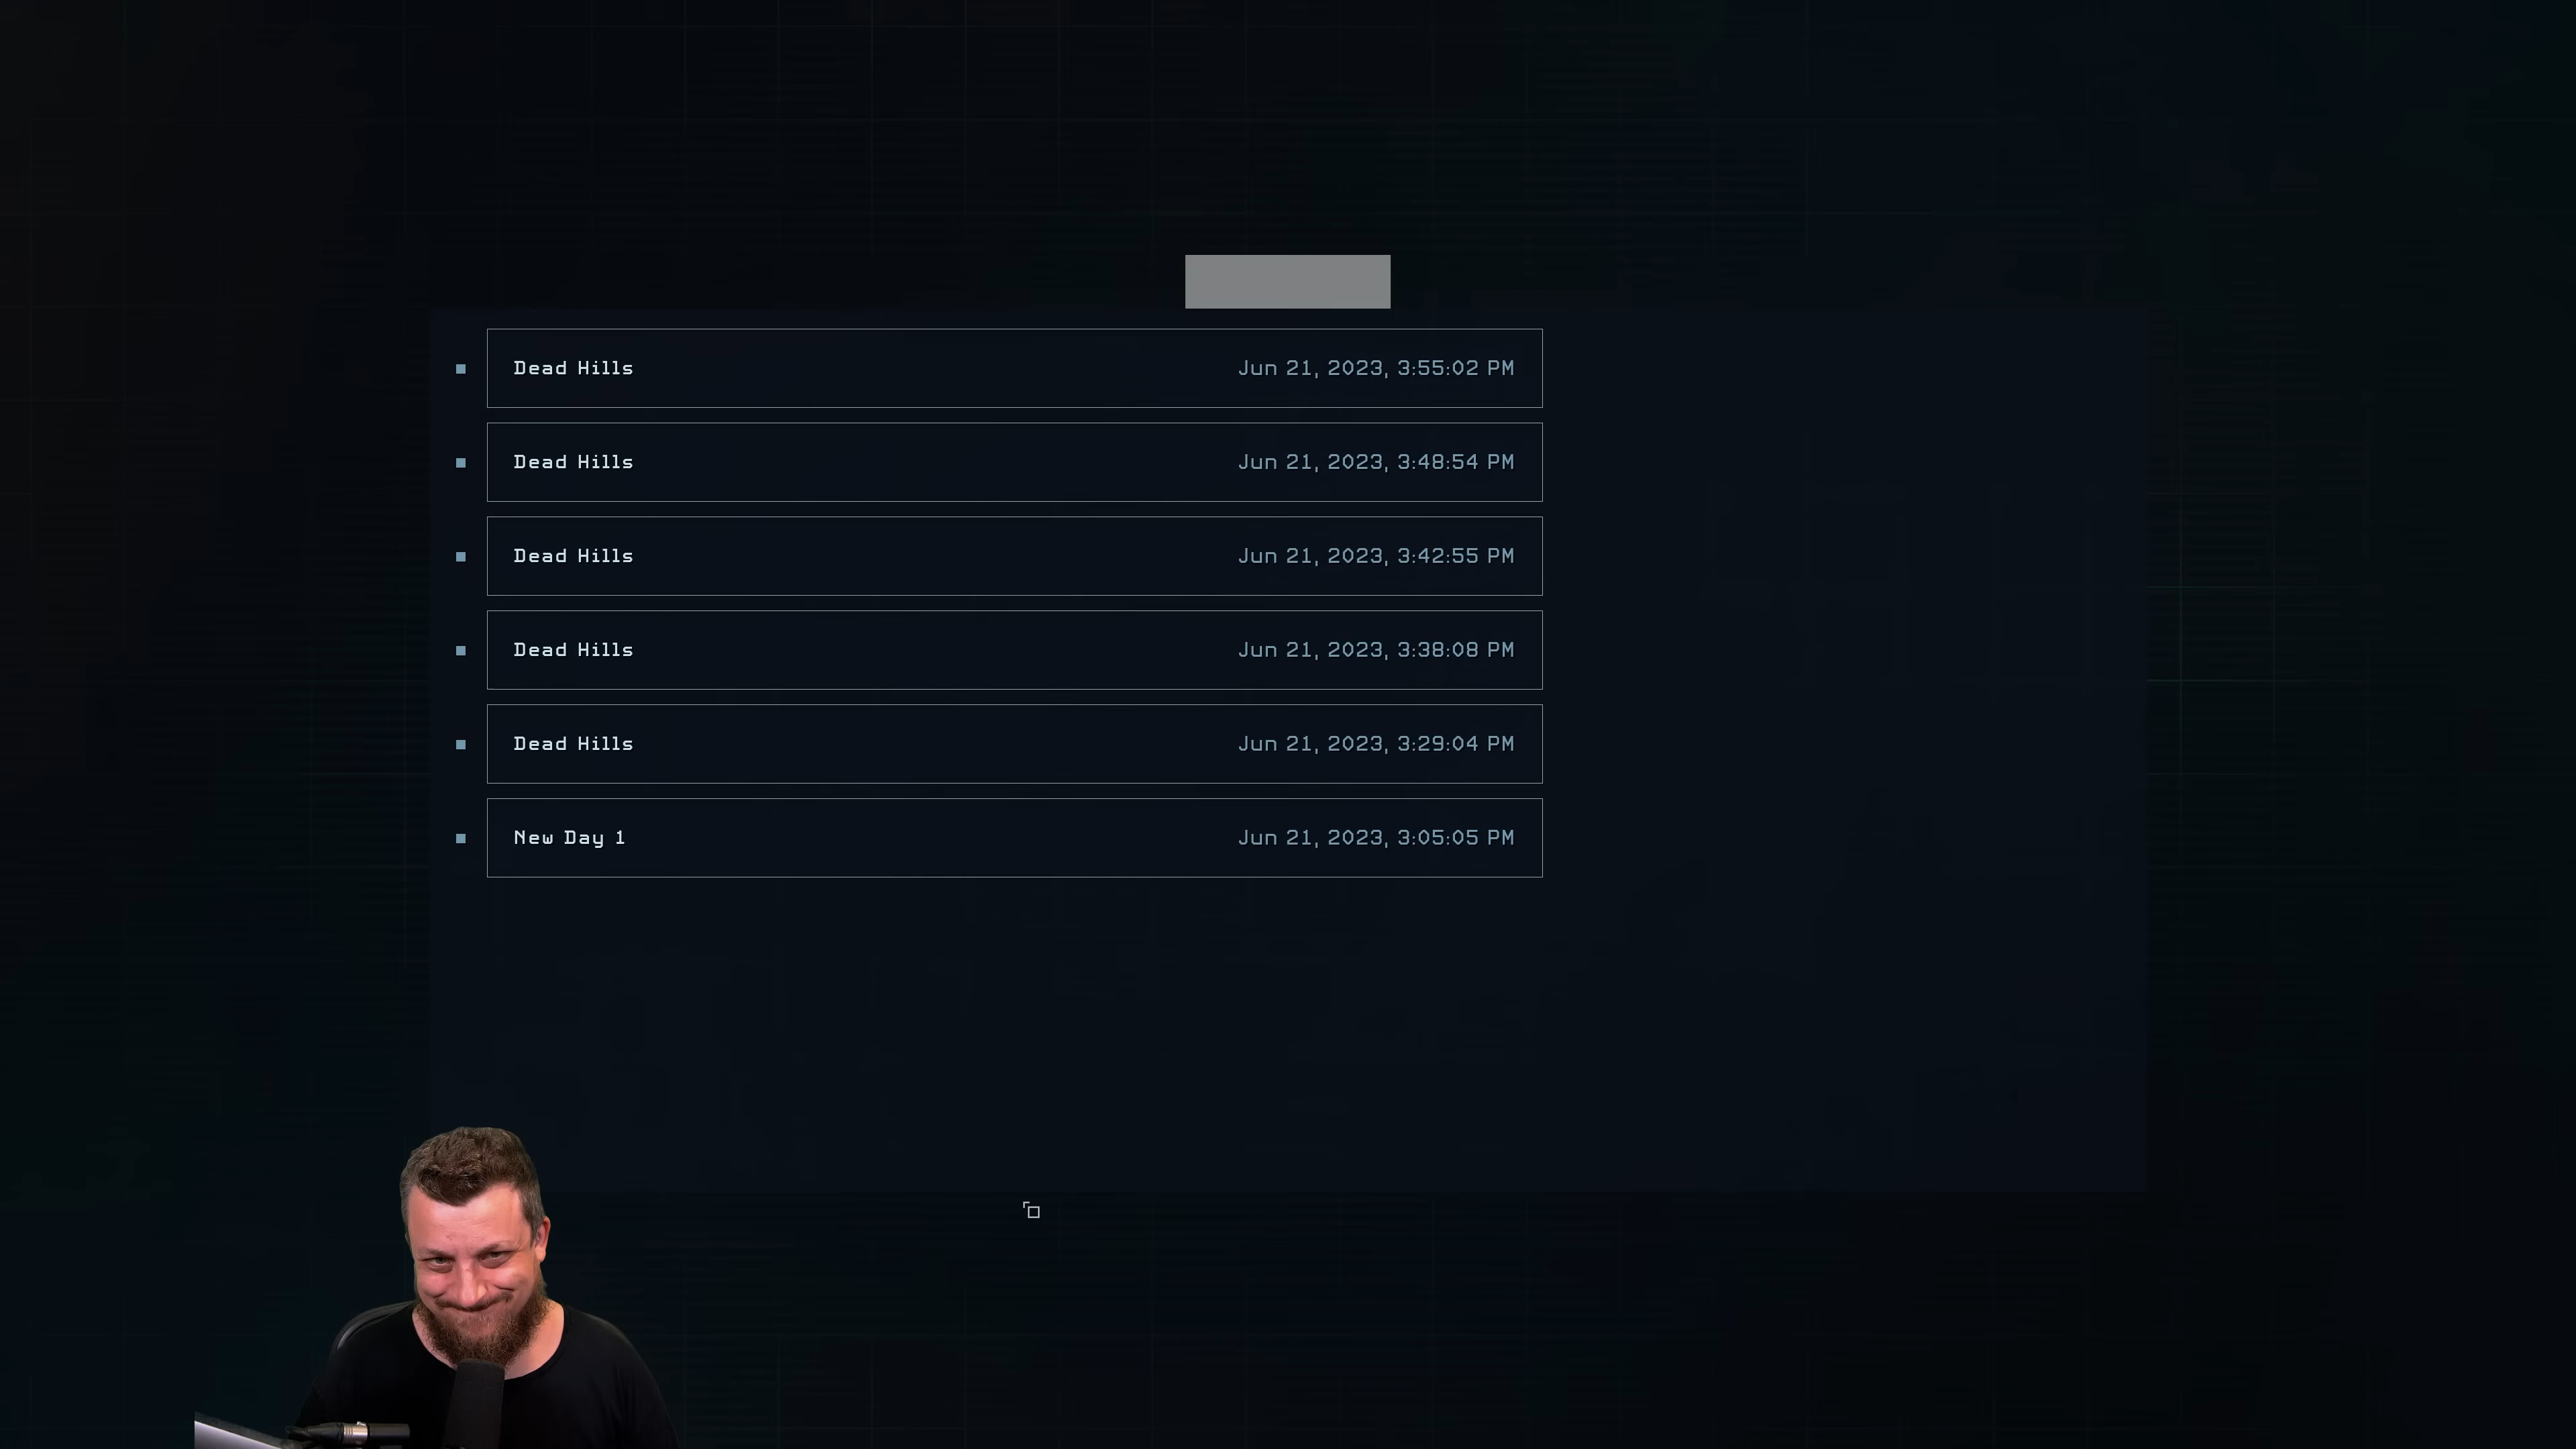 Dead Hills Jun 21, 2023, 3:55:02 PM
Dead Hills Jun 21, 2023, 3:48:54 PM
Dead Hills Jun 21, 2023, 3:42:55 PM
Dead Hills Jun 21, 2023, 3:38:08 PM
Dead Hills Jun 21, 2023, 3:29:04 PM
New Day 1 Jun 21, 2023, 3:05:05 PM